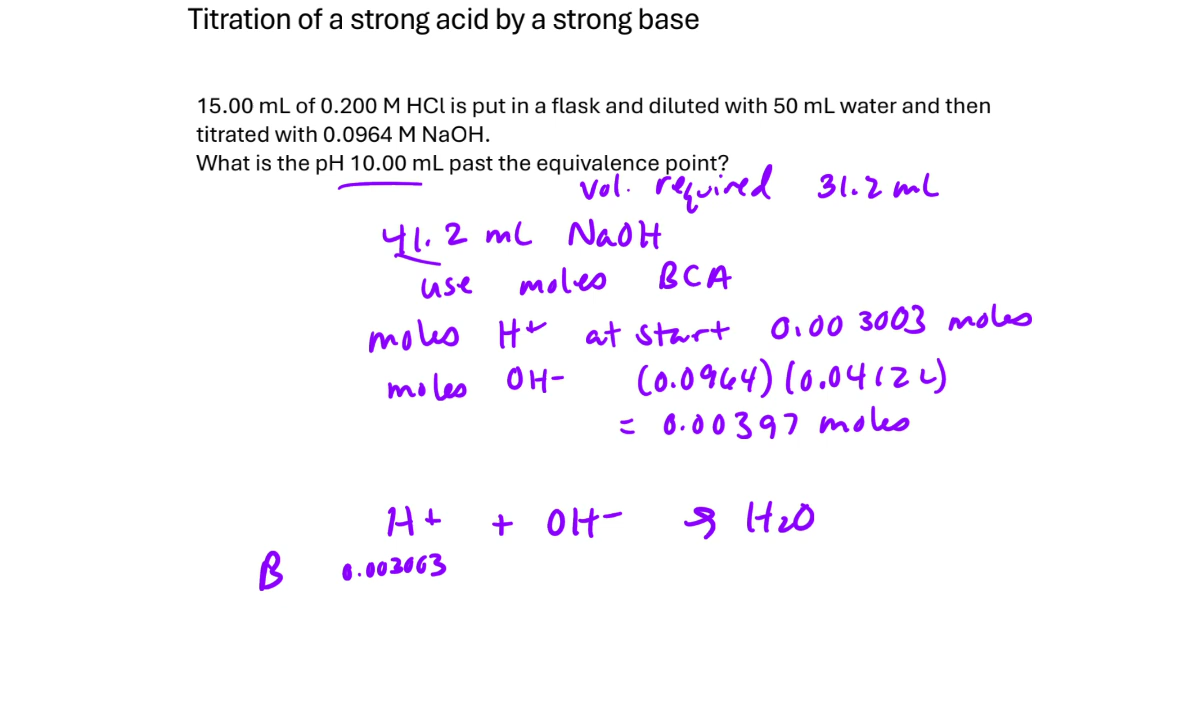 Titration of a strong acid by a strong base
15.00 mL of 0.200 M HCl is put in a flask and diluted with 50 mL water and then
titrated with 0.0964 M NaOH.
What is the pH 10.00 mL past the equivalence point?
vol. required 31.2 mL
41.2 mL NaOH
use moles BCA
moles H+ at start 0.003003 moles
moles OH- (0.0964)(0.0412L)
= 0.00397 moles
H+ + OH- → H2O
B 0.003003